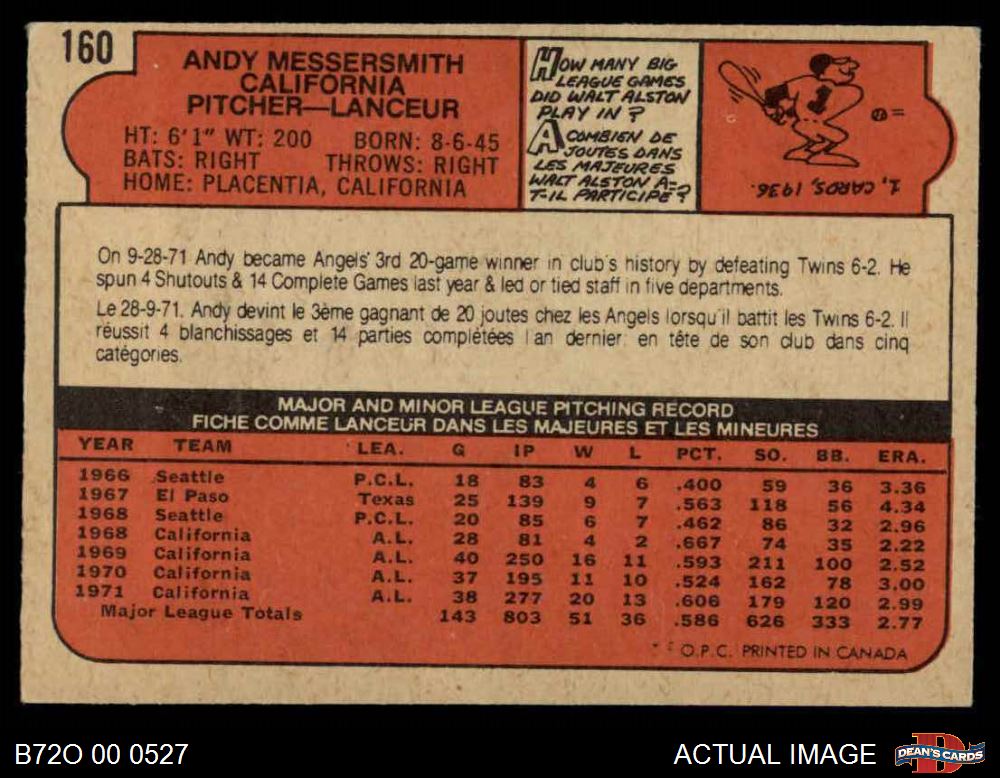 160
ANDY MESSERSMITH
CALIFORNIA
PITCHER—LANCEUR
HT: 6'1" WT: 200 BORN: 8-6-45
BATS: RIGHT THROWS: RIGHT
HOME: PLACENTIA, CALIFORNIA
HOW MANY BIG
LEAGUE GAMES
DID WALT ALSTON
PLAY IN ?
A COMBIEN DE
JOUTES DANS
LES MAJEURES
WALT ALSTON A-
T-IL PARTICIPE ?
1
1, CARDS, 1936.
On 9-28-71 Andy became Angels' 3rd 20-game winner in club's history by defeating Twins 6-2. He
spun 4 Shutouts & 14 Complete Games last year & led or tied staff in five departments.
Le 28-9-71, Andy devint le 3ème gagnant de 20 joutes chez les Angels lorsqu'il battit les Twins 6-2. Il
réussit 4 blanchissages et 14 parties complétées l'an dernier: en tête de son club dans cinq
catégories.
MAJOR AND MINOR LEAGUE PITCHING RECORD
FICHE COMME LANCEUR DANS LES MAJEURES ET LES MINEURES
YEAR TEAM LEA. G IP W L PCT. SO. BB. ERA.
1966 Seattle P.C.L. 18 83 4 6 .400 59 36 3.36
1967 El Paso Texas 25 139 9 7 .563 118 56 4.34
1968 Seattle P.C.L. 20 85 6 7 .462 86 32 2.96
1968 California A.L. 28 81 4 2 .667 74 35 2.22
1969 California A.L. 40 250 16 11 .593 211 100 2.52
1970 California A.L. 37 195 11 10 .524 162 78 3.00
1971 California A.L. 38 277 20 13 .606 179 120 2.99
Major League Totals 143 803 51 36 .586 626 333 2.77
O.P.C. PRINTED IN CANADA
B72O 00 0527
ACTUAL IMAGE
DEAN'S CARDS